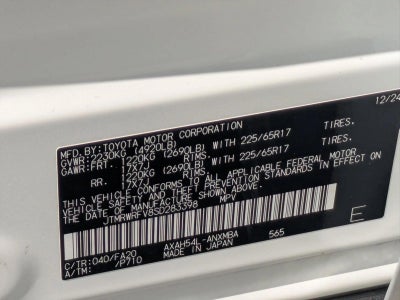 12/24
MFD.BY:TOYOTA MOTOR CORPORATION
GVWR:2230KG (4920LB)
GAWR:FRT. 1220KG (2690LB) WITH 225/65R17 TIRES.
17X7J RIMS.
RR. 1220KG (2690LB) WITH 225/65R17 TIRES.
17X7J RIMS.
THIS VEHICLE CONFORMS TO ALL APPLICABLE FEDERAL MOTOR
VEHICLE SAFETY, BUMPER, AND THEFT PREVENTION STANDARDS IN EFFECT ON
THE DATE OF MANUFACTURE SHOWN ABOVE.
JTMRWRFV8SD283398 MPV
E
C/TR:040/FA20 AXAH54L-ANXMBA 565
A/TM: /P710 MADE IN JAPAN